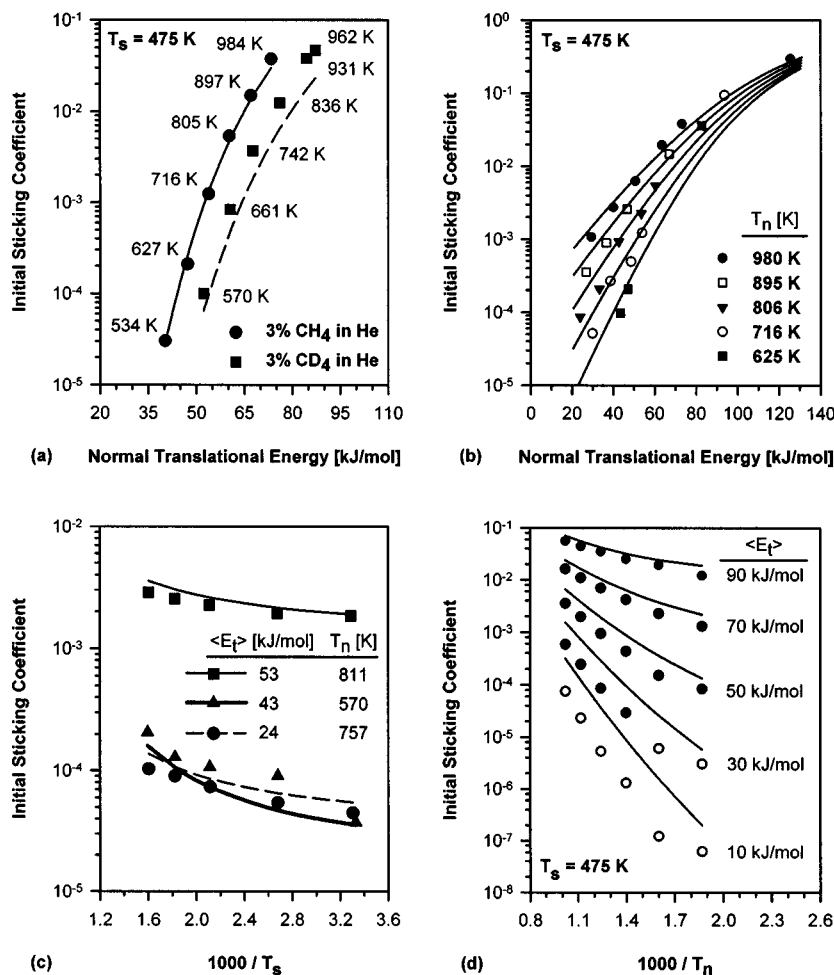 T_s = 475 K
984 K
962 K
897 K
931 K
805 K
836 K
716 K
742 K
627 K
661 K
534 K
570 K
3% CH_4 in He
3% CD_4 in He
10^-1
10^-2
10^-3
10^-4
10^-5
Initial Sticking Coefficient
20 35 50 65 80 95 110
(a) Normal Translational Energy [kJ/mol]
T_s = 475 K
T_n [K]
980 K
895 K
806 K
716 K
625 K
10^0
10^-1
10^-2
10^-3
10^-4
10^-5
Initial Sticking Coefficient
0 20 40 60 80 100 120 140
(b) Normal Translational Energy [kJ/mol]
10^-2
10^-3
10^-4
10^-5
Initial Sticking Coefficient
<E_t> [kJ/mol] T_n [K]
53 811
43 570
24 757
1.2 1.6 2.0 2.4 2.8 3.2 3.6
(c) 1000 / T_s
10^-1
10^-2
10^-3
10^-4
10^-5
10^-6
10^-7
10^-8
Initial Sticking Coefficient
<E_t>
90 kJ/mol
70 kJ/mol
50 kJ/mol
30 kJ/mol
10 kJ/mol
T_s = 475 K
0.8 1.1 1.4 1.7 2.0 2.3 2.6
(d) 1000 / T_n